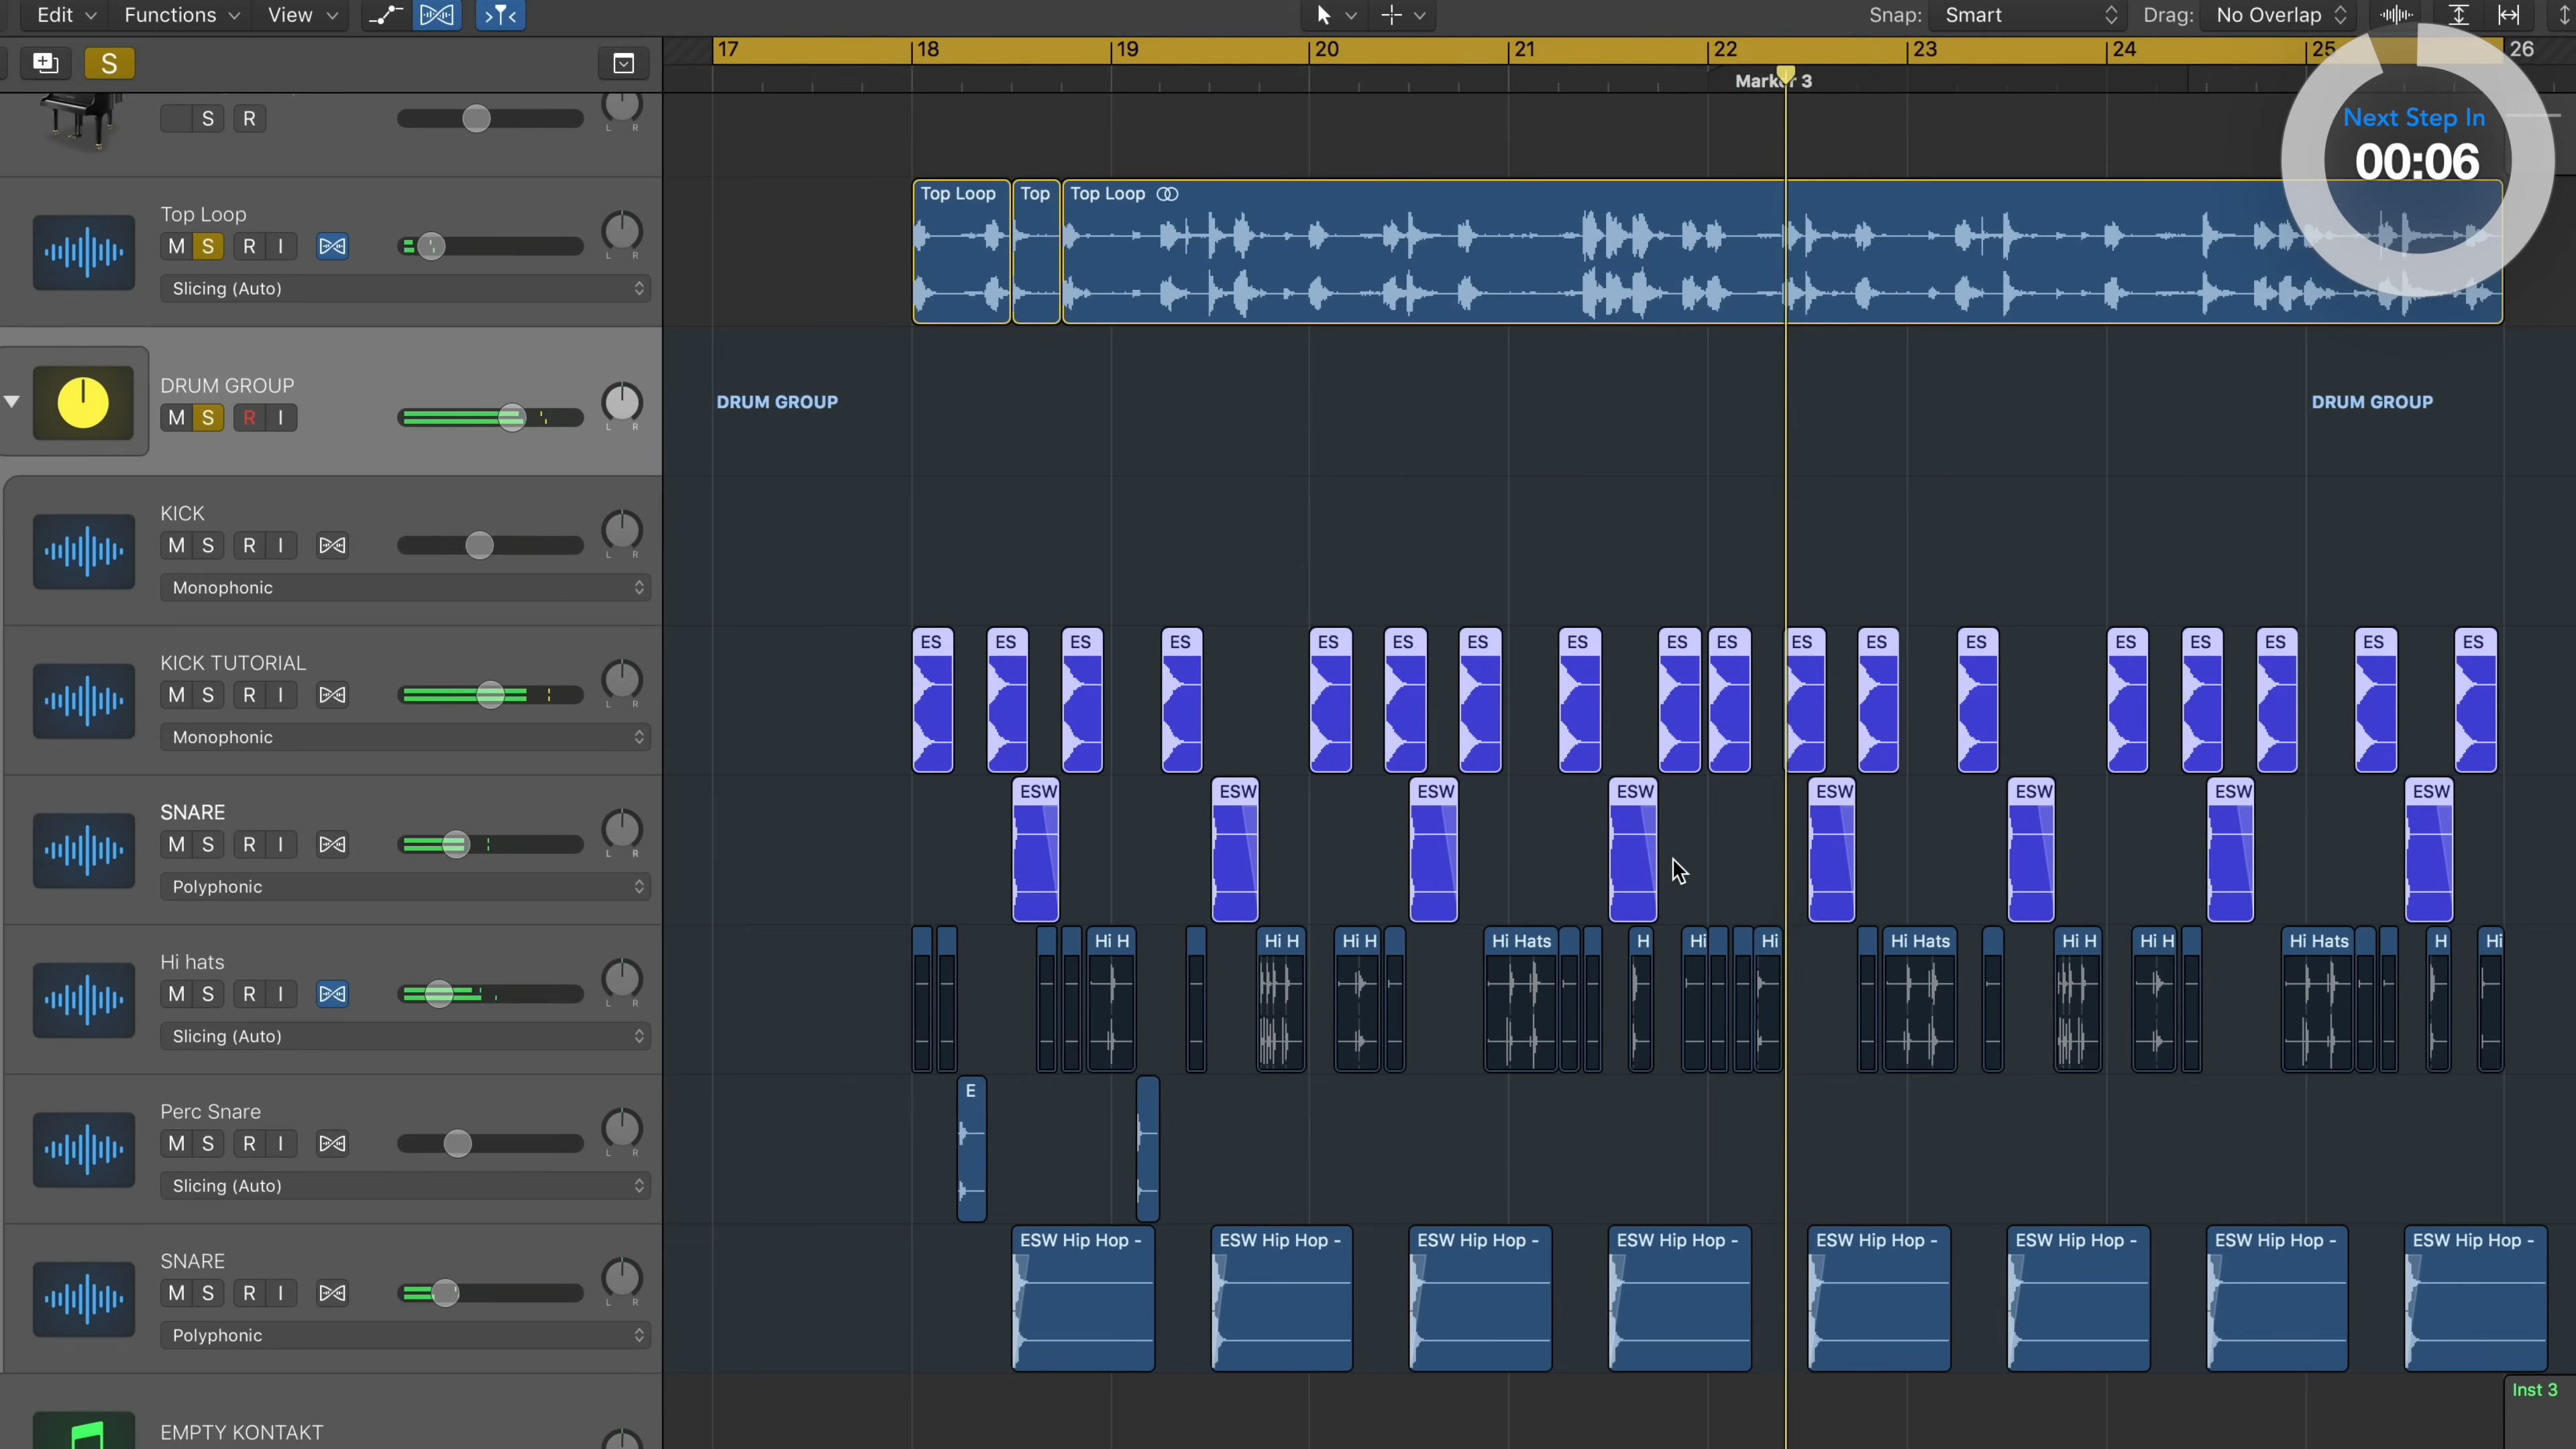 Edit Functions View Snap: Smart Drag: No Overlap
S 17 18 19 20 21 22 23 24 25 26
Marker 3
Next Step In
00:06
S R L R
Top Loop Top Top Loop
Top Loop
M S R I L R
Slicing (Auto)
DRUM GROUP DRUM GROUP DRUM GROUP
M S R I L R
KICK
M S R I L R
Monophonic
KICK TUTORIAL ES ES ES ES ES ES ES ES ES ES ES ES ES ES ES ES ES ES
M S R I L R
Monophonic
SNARE ESW ESW ESW ESW ESW ESW ESW ESW
M S R I L R
Polyphonic
Hi hats Hi H Hi H Hi H Hi Hats H Hi Hi Hi Hats Hi H Hi H Hi Hats H Hi
M S R I L R
Slicing (Auto)
Perc Snare E
M S R I L R
Slicing (Auto)
SNARE ESW Hip Hop - ESW Hip Hop - ESW Hip Hop - ESW Hip Hop - ESW Hip Hop - ESW Hip Hop - ESW Hip Hop - ESW Hip Hop -
M S R I L R
Polyphonic
Inst 3
EMPTY KONTAKT